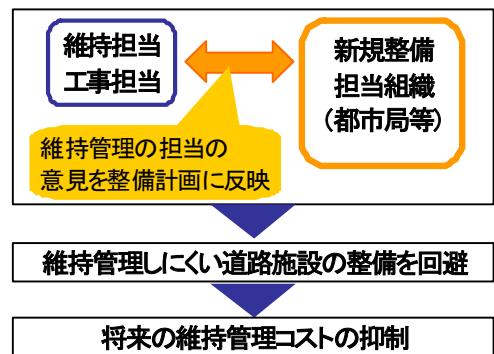 維持担当
工事担当
新規整備
担当組織
(都市局等)
維持管理の担当の
意見を整備計画に反映
維持管理しにくい道路施設の整備を回避
将来の維持管理コストの抑制